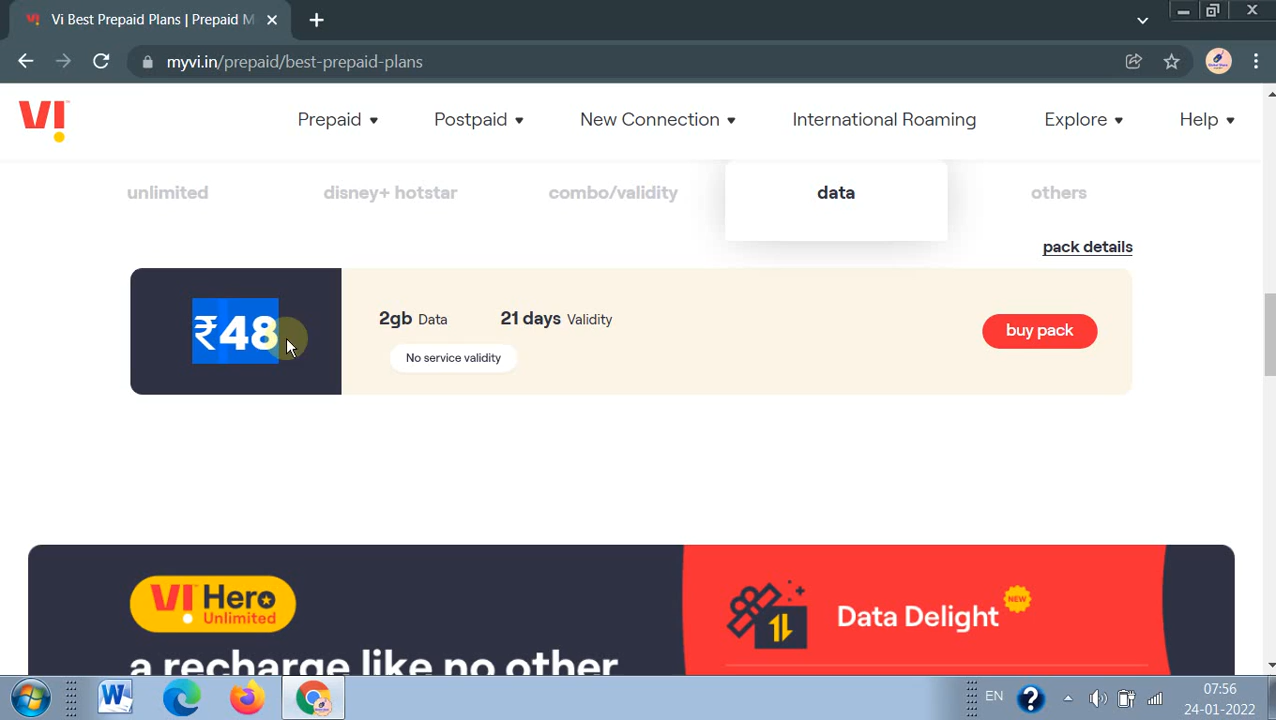 Vi Best Prepaid Plans | Prepaid M
myvi.in/prepaid/best-prepaid-plans
VI
Prepaid
Postpaid
New Connection
International Roaming
Explore
Help
unlimited
disney+ hotstar
combo/validity
data
others
pack details
₹48
2gb Data
21 days Validity
No service validity
buy pack
VI Hero
Unlimited
a recharge like no other
Data Delight
NEW
EN
07:56
24-01-2022